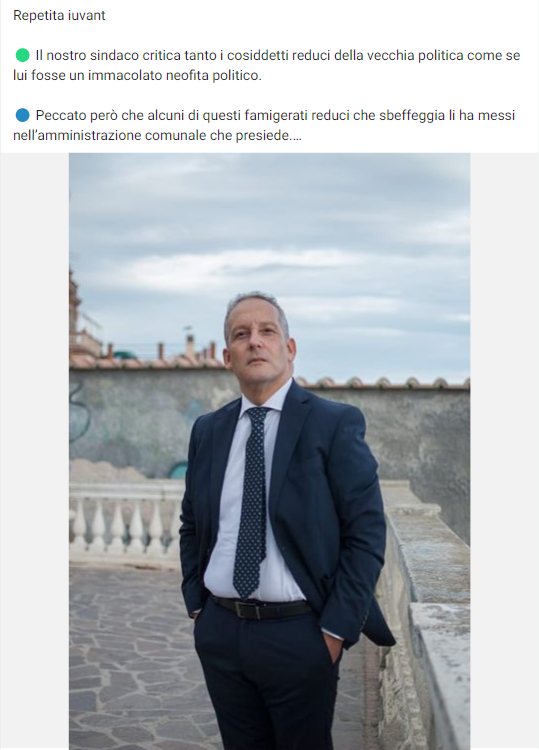 Repetita iuvant
Il nostro sindaco critica tanto i cosiddetti reduci della vecchia politica come se
lui fosse un immacolato neofita politico.
Peccato però che alcuni di questi famigerati reduci che sbeffeggia li ha messi
nell’amministrazione comunale che presiede....